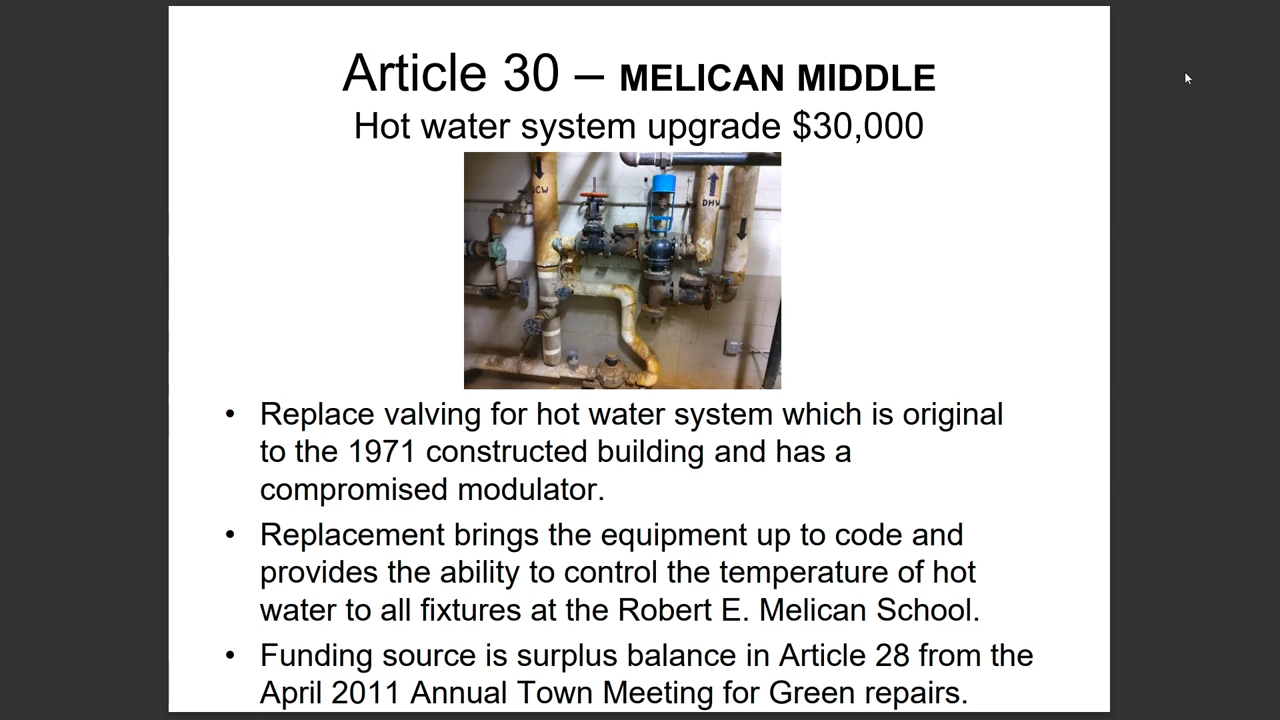 Article 30 – MELICAN MIDDLE
Hot water system upgrade $30,000
DCW
DHW
• Replace valving for hot water system which is original
to the 1971 constructed building and has a
compromised modulator.
• Replacement brings the equipment up to code and
provides the ability to control the temperature of hot
water to all fixtures at the Robert E. Melican School.
• Funding source is surplus balance in Article 28 from the
April 2011 Annual Town Meeting for Green repairs.